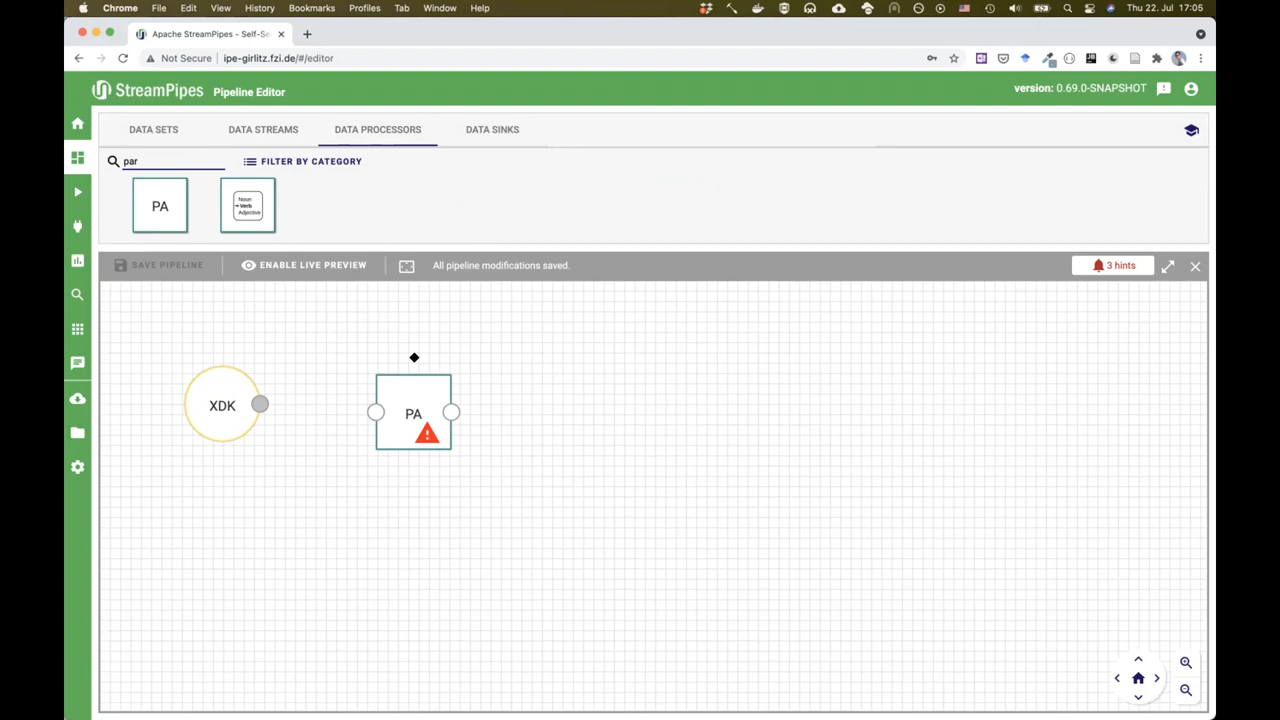 Chrome File Edit View History Bookmarks Profiles Tab Window Help Thu 22. Jul 17:05
Apache StreamPipes - Self-Se
Not Secure ipe-girlitz.fzi.de/#/editor
StreamPipes Pipeline Editor version: 0.69.0-SNAPSHOT
DATA SETS DATA STREAMS DATA PROCESSORS DATA SINKS
par FILTER BY CATEGORY
PA
Noun
Verb
Adjective
SAVE PIPELINE ENABLE LIVE PREVIEW All pipeline modifications saved. 3 hints
XDK PA